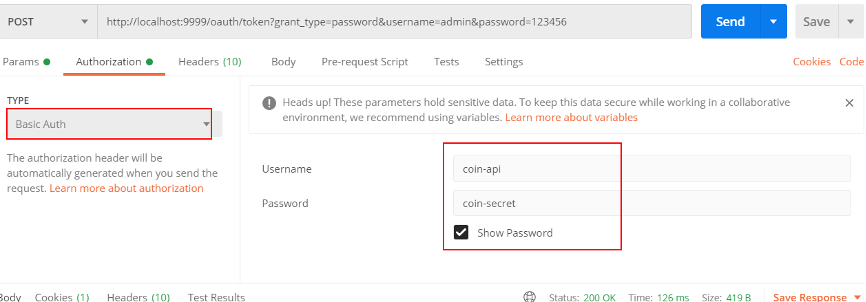 POST http://localhost:9999/oauth/token?grant_type=password&username=admin&password=123456 Send Save
Params Authorization Headers (10) Body Pre-request Script Tests Settings Cookies Code
TYPE
Basic Auth
The authorization header will be
automatically generated when you send the
request. Learn more about authorization
Heads up! These parameters hold sensitive data. To keep this data secure while working in a collaborative
environment, we recommend using variables. Learn more about variables
Username coin-api
Password coin-secret
Show Password
Body Cookies (1) Headers (10) Test Results Status: 200 OK Time: 126 ms Size: 419 B Save Response